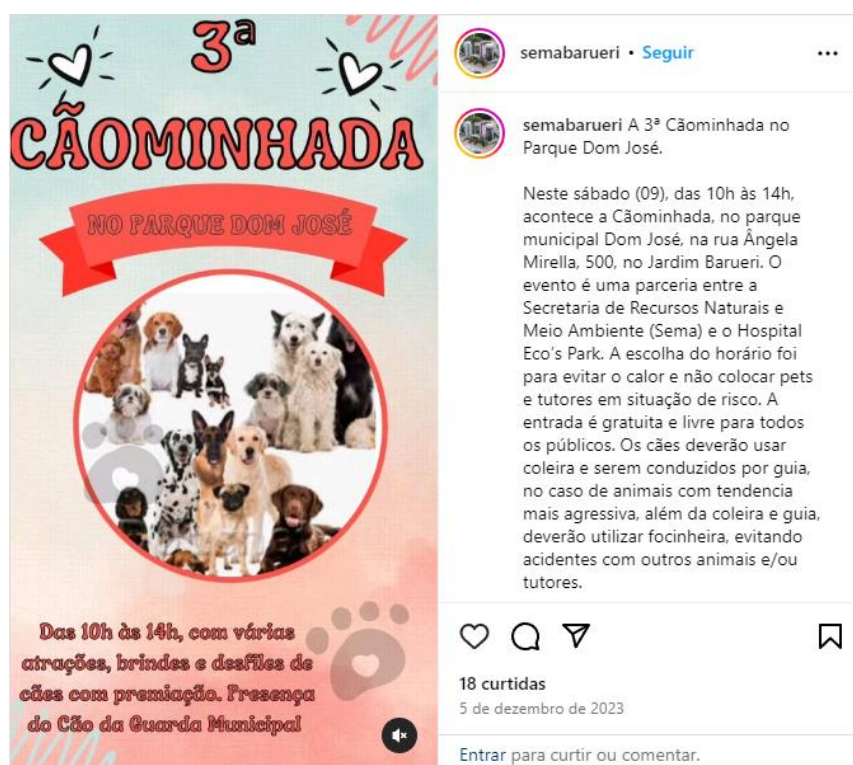 3ª
CÃOMINHADA
NO PARQUE DOM JOSÉ
Das 10h às 14h, com várias
atrações, brindes e desfiles de
cães com premiação. Presença
do Cão da Guarda Municipal
semabarueri • Seguir
semabarueri A 3ª Cãominhada no
Parque Dom José.
Neste sábado (09), das 10h às 14h,
acontece a Cãominhada, no parque
municipal Dom José, na rua Ângela
Mirella, 500, no Jardim Barueri. O
evento é uma parceria entre a
Secretaria de Recursos Naturais e
Meio Ambiente (Sema) e o Hospital
Eco's Park. A escolha do horário foi
para evitar o calor e não colocar pets
e tutores em situação de risco. A
entrada é gratuita e livre para todos
os públicos. Os cães deverão usar
coleira e serem conduzidos por guia,
no caso de animais com tendencia
mais agressiva, além da coleira e guia,
deverão utilizar focinheira, evitando
acidentes com outros animais e/ou
tutores.
18 curtidas
5 de dezembro de 2023
Entrar para curtir ou comentar.